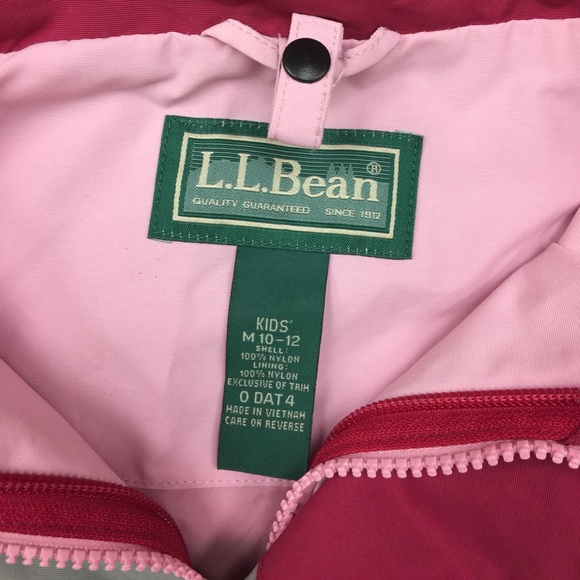 L.L.Bean®
QUALITY GUARANTEED SINCE 1912
KIDS'
M 10-12
SHELL:
100% NYLON
LINING:
100% NYLON
EXCLUSIVE OF TRIM
0 DAT4
MADE IN VIETNAM
CARE ON REVERSE